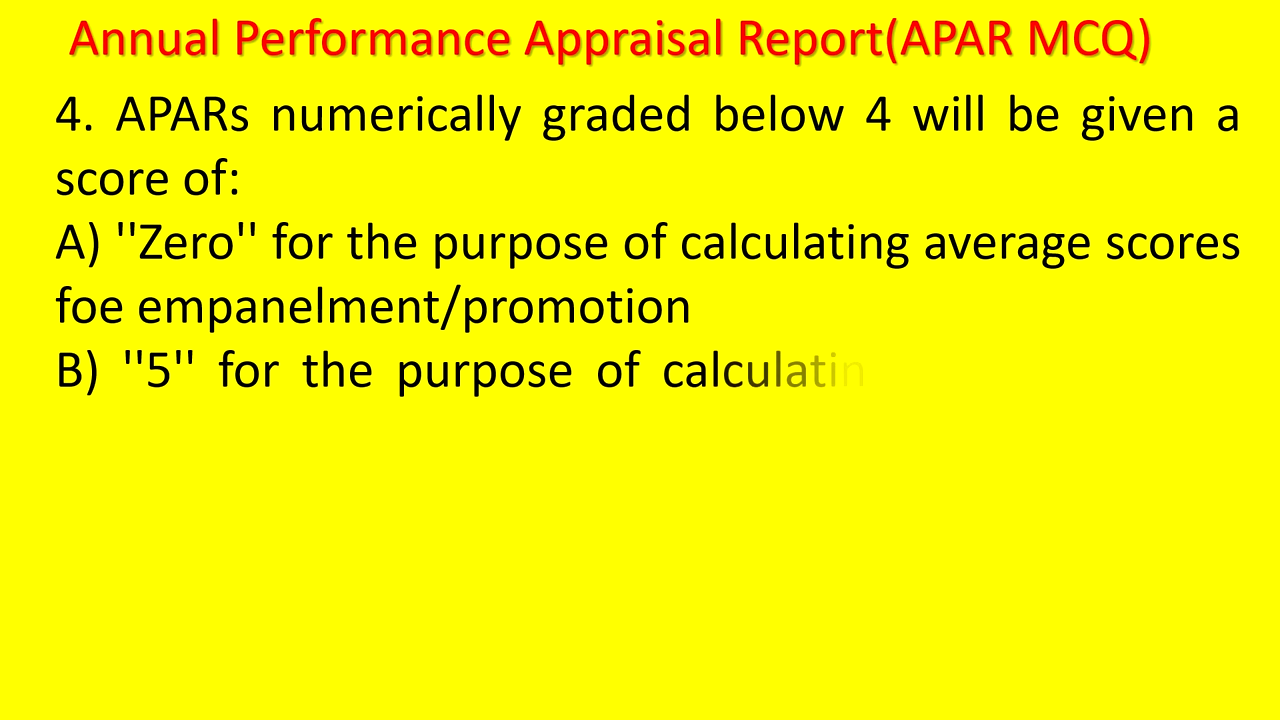 Annual Performance Appraisal Report(APAR MCQ)
4. APARs numerically graded below 4 will be given a
score of:
A) "Zero" for the purpose of calculating average scores
foe empanelment/promotion
B) "5" for the purpose of calculatin